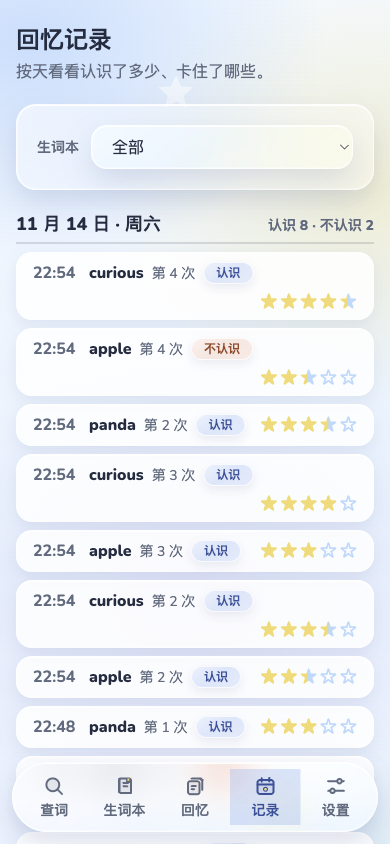 回忆记录
按天看看认识了多少、卡住了哪些。
生词本 全部
11 月 14 日 · 周六 认识 8 · 不认识 2
22:54 curious 第 4 次 认识
22:54 apple 第 4 次 不认识
22:54 panda 第 2 次 认识
22:54 curious 第 3 次 认识
22:54 apple 第 3 次 认识
22:54 curious 第 2 次 认识
22:54 apple 第 2 次 认识
22:48 panda 第 1 次 认识
查词 生词本 回忆 记录 设置